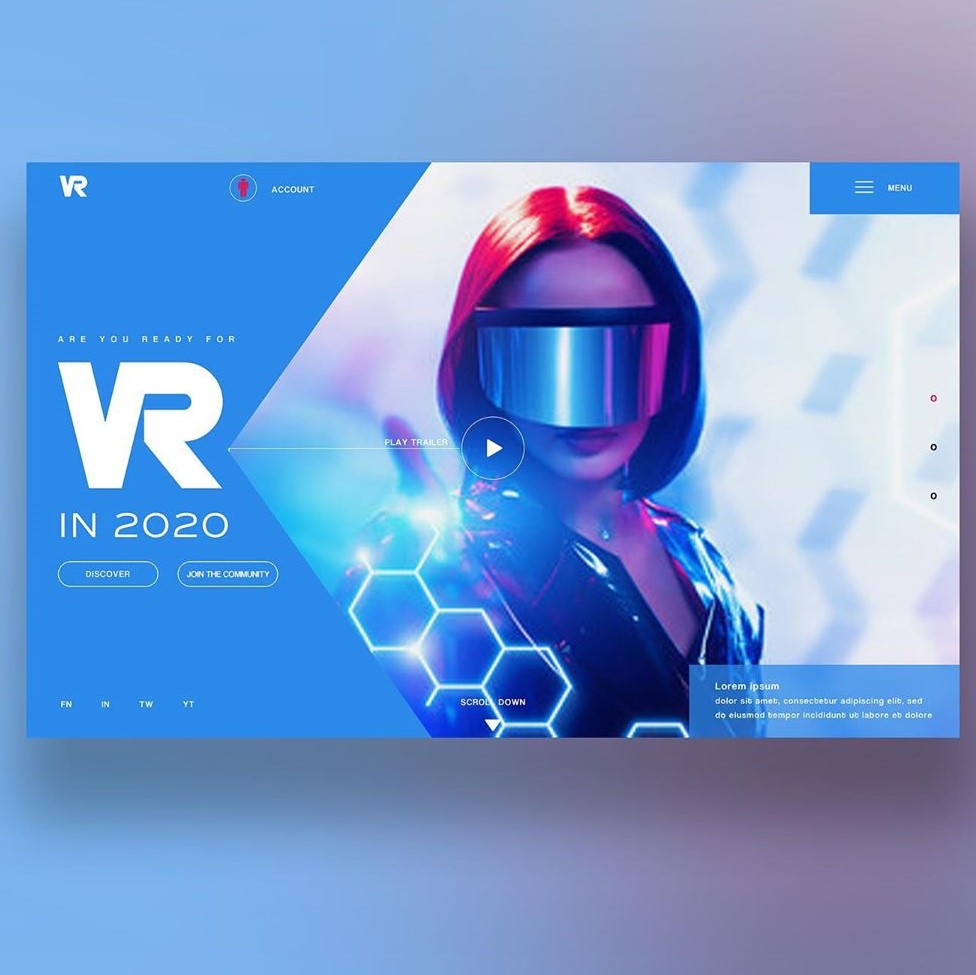 VR
ACCOUNT
MENU
ARE YOU READY FOR
VR
IN 2020
PLAY TRAILER
DISCOVER
JOIN THE COMMUNITY
O
O
O
FN IN TW YT
SCROLL DOWN
Lorem ipsum
dolor sit amet, consectetur adipiscing elit, sed
do eiusmod tempor incididunt ut labore et dolore